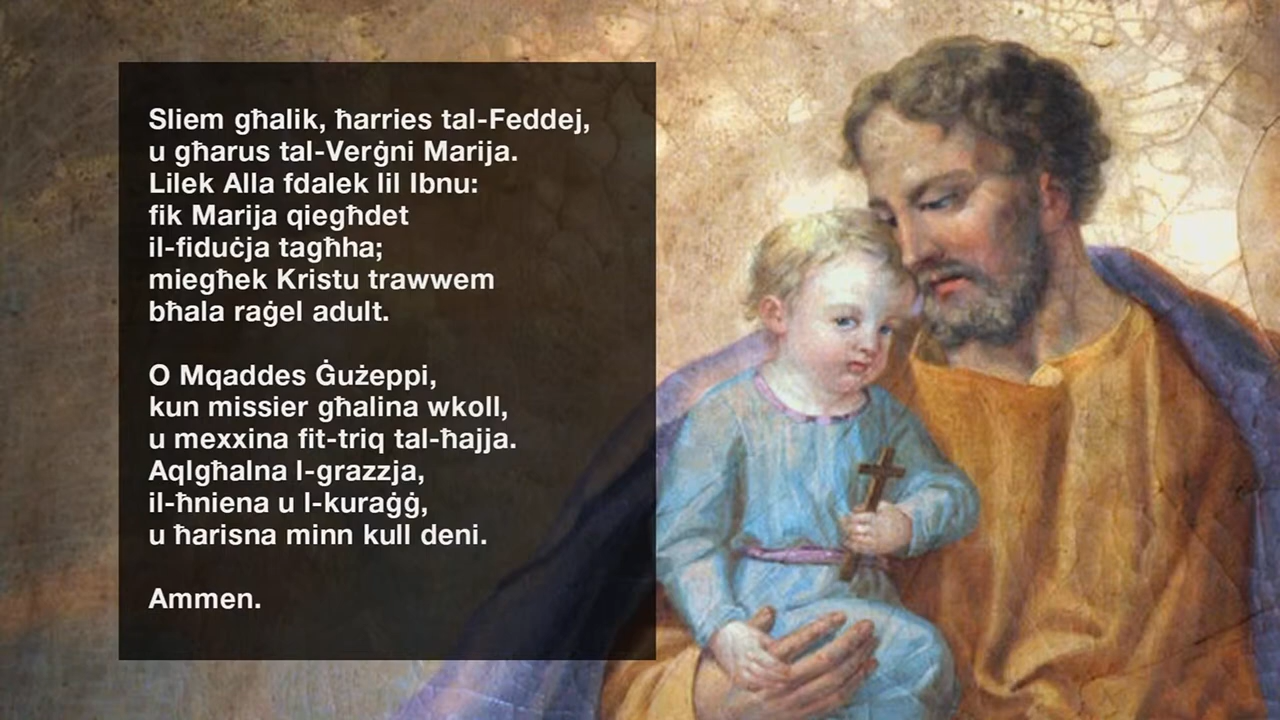 Sliem għalik, ħarries tal-Feddej,
u għarus tal-Verġni Marija.
Lilek Alla fdalek lil Ibnu:
fik Marija qiegħdet
il-fiduċja tagħha;
miegħek Kristu trawwem
bħala raġel adult.
O Mqaddes Ġużeppi,
kun missier għalina wkoll,
u mexxina fit-triq tal-ħajja.
Aqlgħalna l-grazzja,
il-ħniena u l-kuraġġ,
u ħarisna minn kull deni.
Ammen.